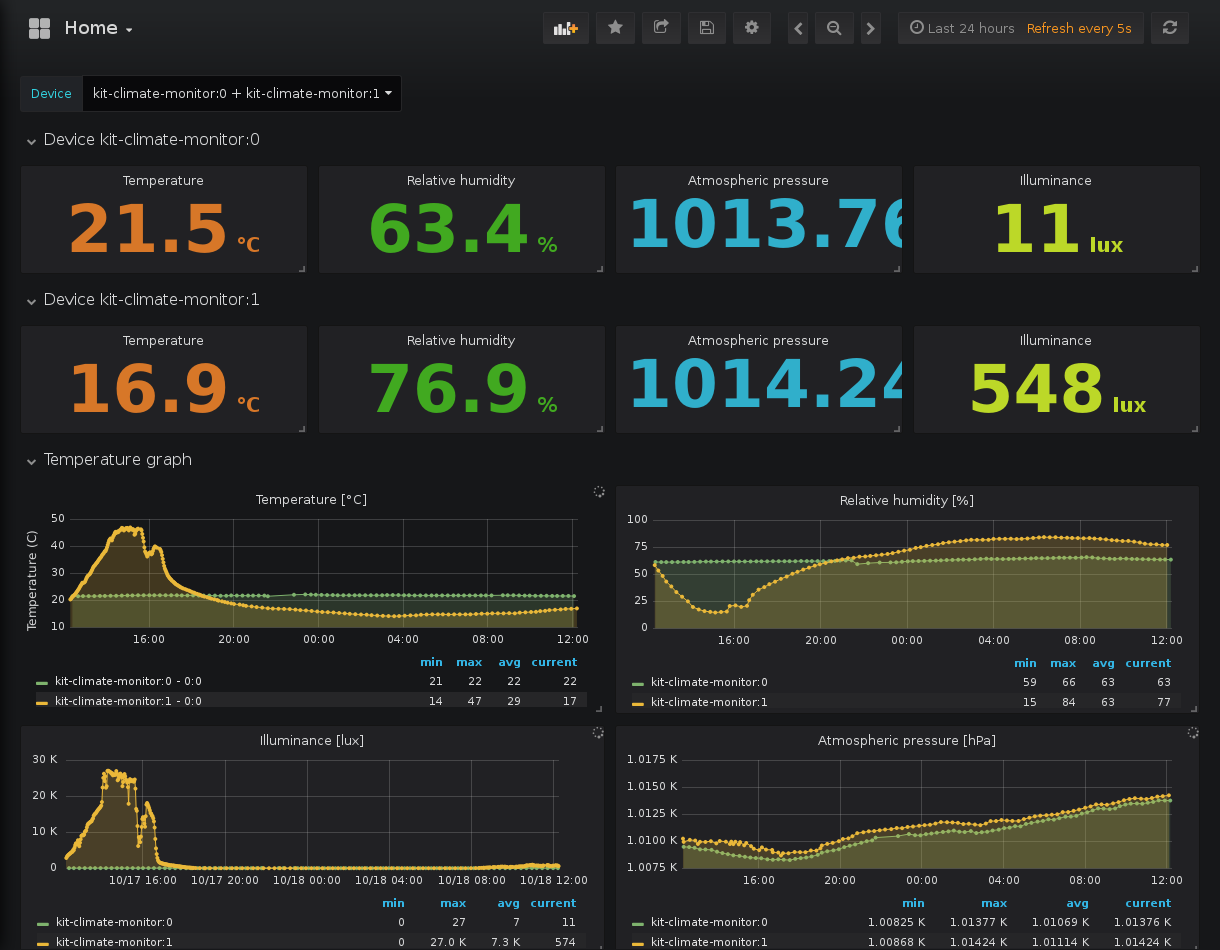 Home
Last 24 hours Refresh every 5s
Device kit-climate-monitor:0 + kit-climate-monitor:1
Device kit-climate-monitor:0
Temperature Relative humidity Atmospheric pressure Illuminance
21.5 °C 63.4 % 1013.76 11 lux
Device kit-climate-monitor:1
Temperature Relative humidity Atmospheric pressure Illuminance
16.9 °C 76.9 % 1014.24 548 lux
Temperature graph
Temperature [°C]
Temperature (C)
50
40
30
20
10
16:00 20:00 00:00 04:00 08:00 12:00
min max avg current
kit-climate-monitor:0 - 0:0 21 22 22 22
kit-climate-monitor:1 - 0:0 14 47 29 17
Relative humidity [%]
100
75
50
25
0
16:00 20:00 00:00 04:00 08:00 12:00
min max avg current
kit-climate-monitor:0 59 66 63 63
kit-climate-monitor:1 15 84 63 77
Illuminance [lux]
30 K
20 K
10 K
0
10/17 16:00 10/17 20:00 10/18 00:00 10/18 04:00 10/18 08:00 10/18 12:00
min max avg current
kit-climate-monitor:0 0 27 7 11
kit-climate-monitor:1 0 27.0 K 7.3 K 574
Atmospheric pressure [hPa]
1.0175 K
1.0150 K
1.0125 K
1.0100 K
1.0075 K
16:00 20:00 00:00 04:00 08:00 12:00
min max avg current
kit-climate-monitor:0 1.00825 K 1.01377 K 1.01069 K 1.01376 K
kit-climate-monitor:1 1.00868 K 1.01424 K 1.01114 K 1.01424 K